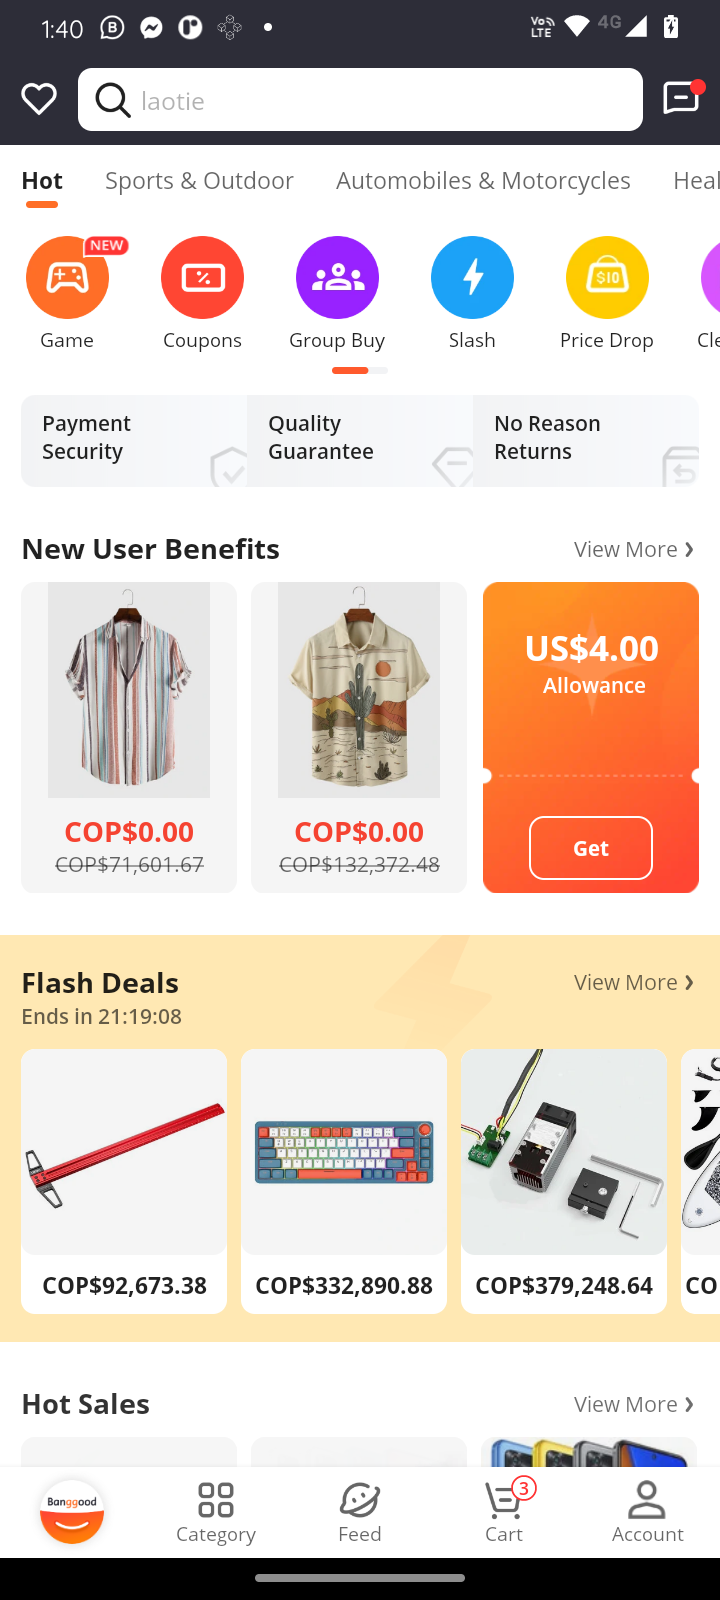 1:40
Vo LTE
4G
laotie
Hot
Sports & Outdoor
Automobiles & Motorcycles
Heal
NEW
Game
Coupons
Group Buy
$10
Slash
Price Drop
Cle
Payment Security
Quality Guarantee
No Reason Returns
New User Benefits
View More
COP$0.00
COP$71,601.67
COP$0.00
COP$132,372.48
US$4.00
Allowance
Get
Flash Deals
View More
Ends in 21:19:08
COP$92,673.38
COP$332,890.88
COP$379,248.64
CO
Hot Sales
View More
Banggood
Category
Feed
3
Cart
Account